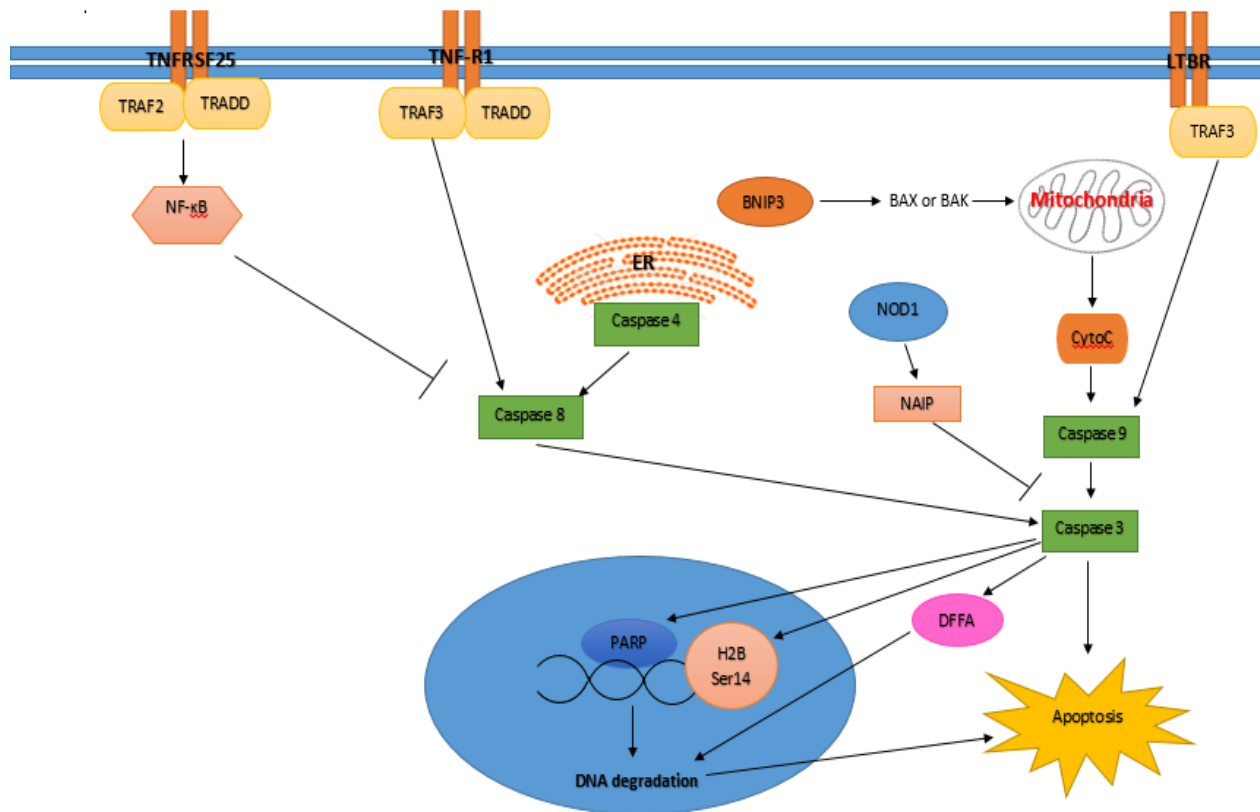 TNFRSF25
TNF-R1
LTBR
TRAF2
TRADD
TRAF3
TRADD
TRAF3
NF-κB
BNIP3
BAX or BAK
Mitochondria
ER
Caspase 4
NOD1
CytoC
Caspase 8
NAIP
Caspase 9
Caspase 3
PARP
H2B
Ser14
DFFA
Apoptosis
DNA degradation